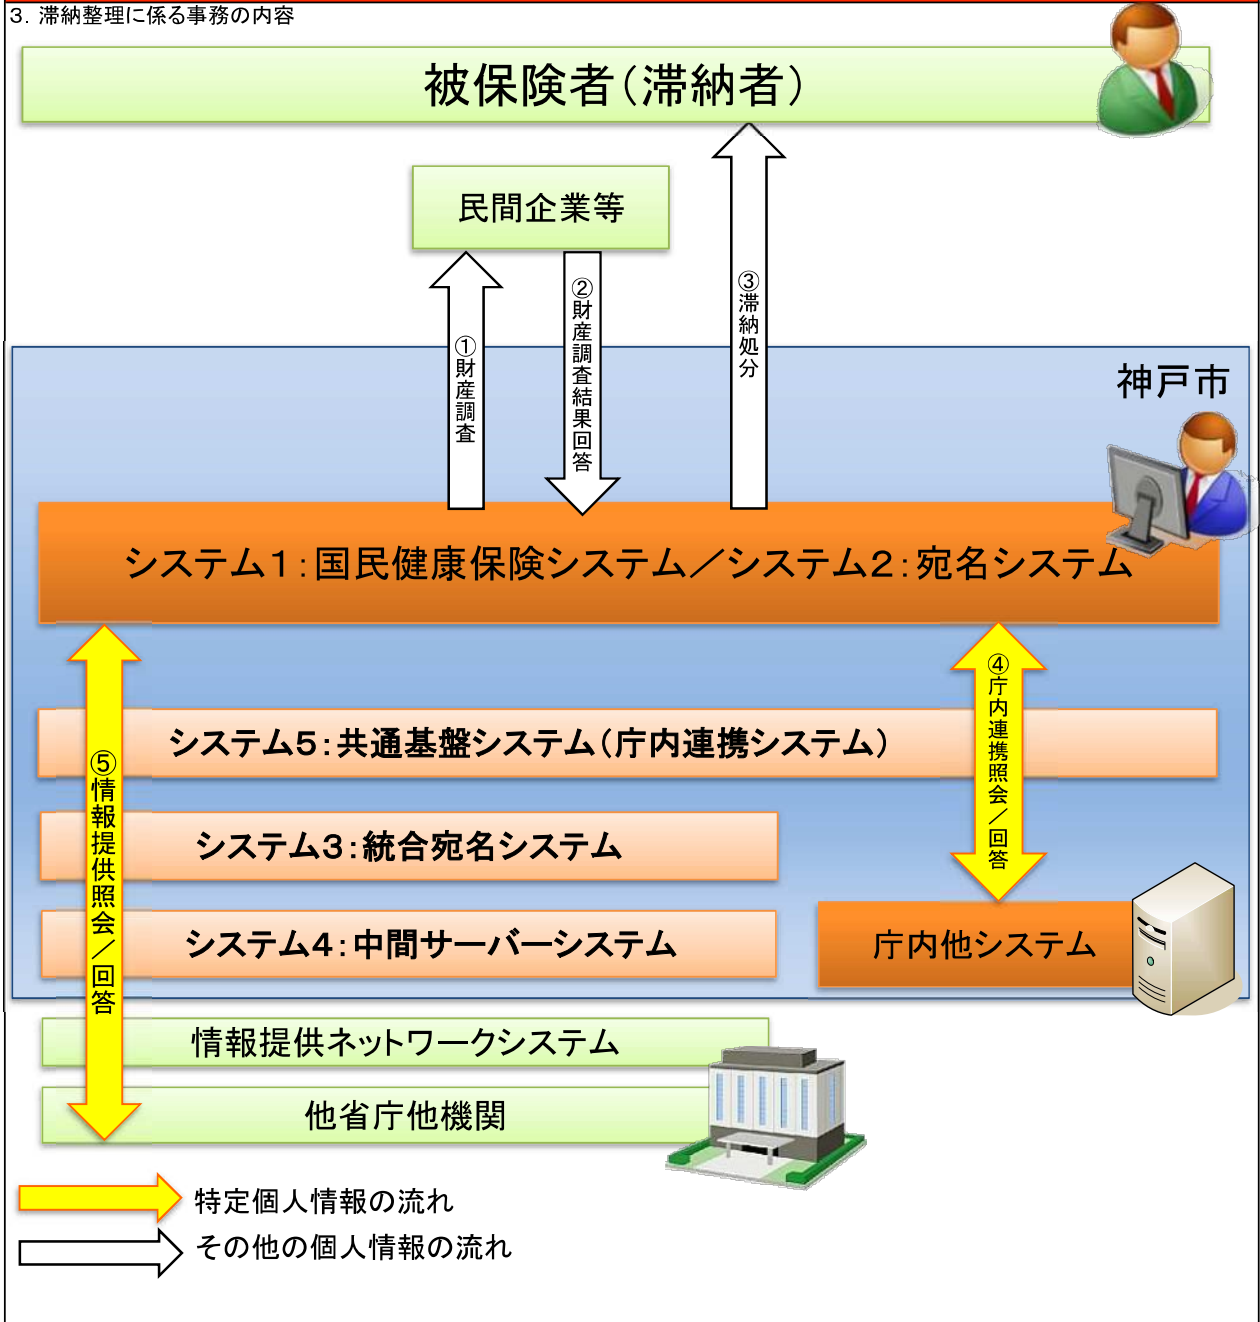 ３．滞納整理に係る事務の内容
被保険者（滞納者）
民間企業等
①財産調査
②財産調査結果回答
③滞納処分
神戸市
システム１：国民健康保険システム／システム２：宛名システム
④庁内連携照会／回答
システム５：共通基盤システム（庁内連携システム）
⑤情報提供照会／回答
システム３：統合宛名システム
システム４：中間サーバーシステム
庁内他システム
情報提供ネットワークシステム
他省庁他機関
特定個人情報の流れ
その他の個人情報の流れ